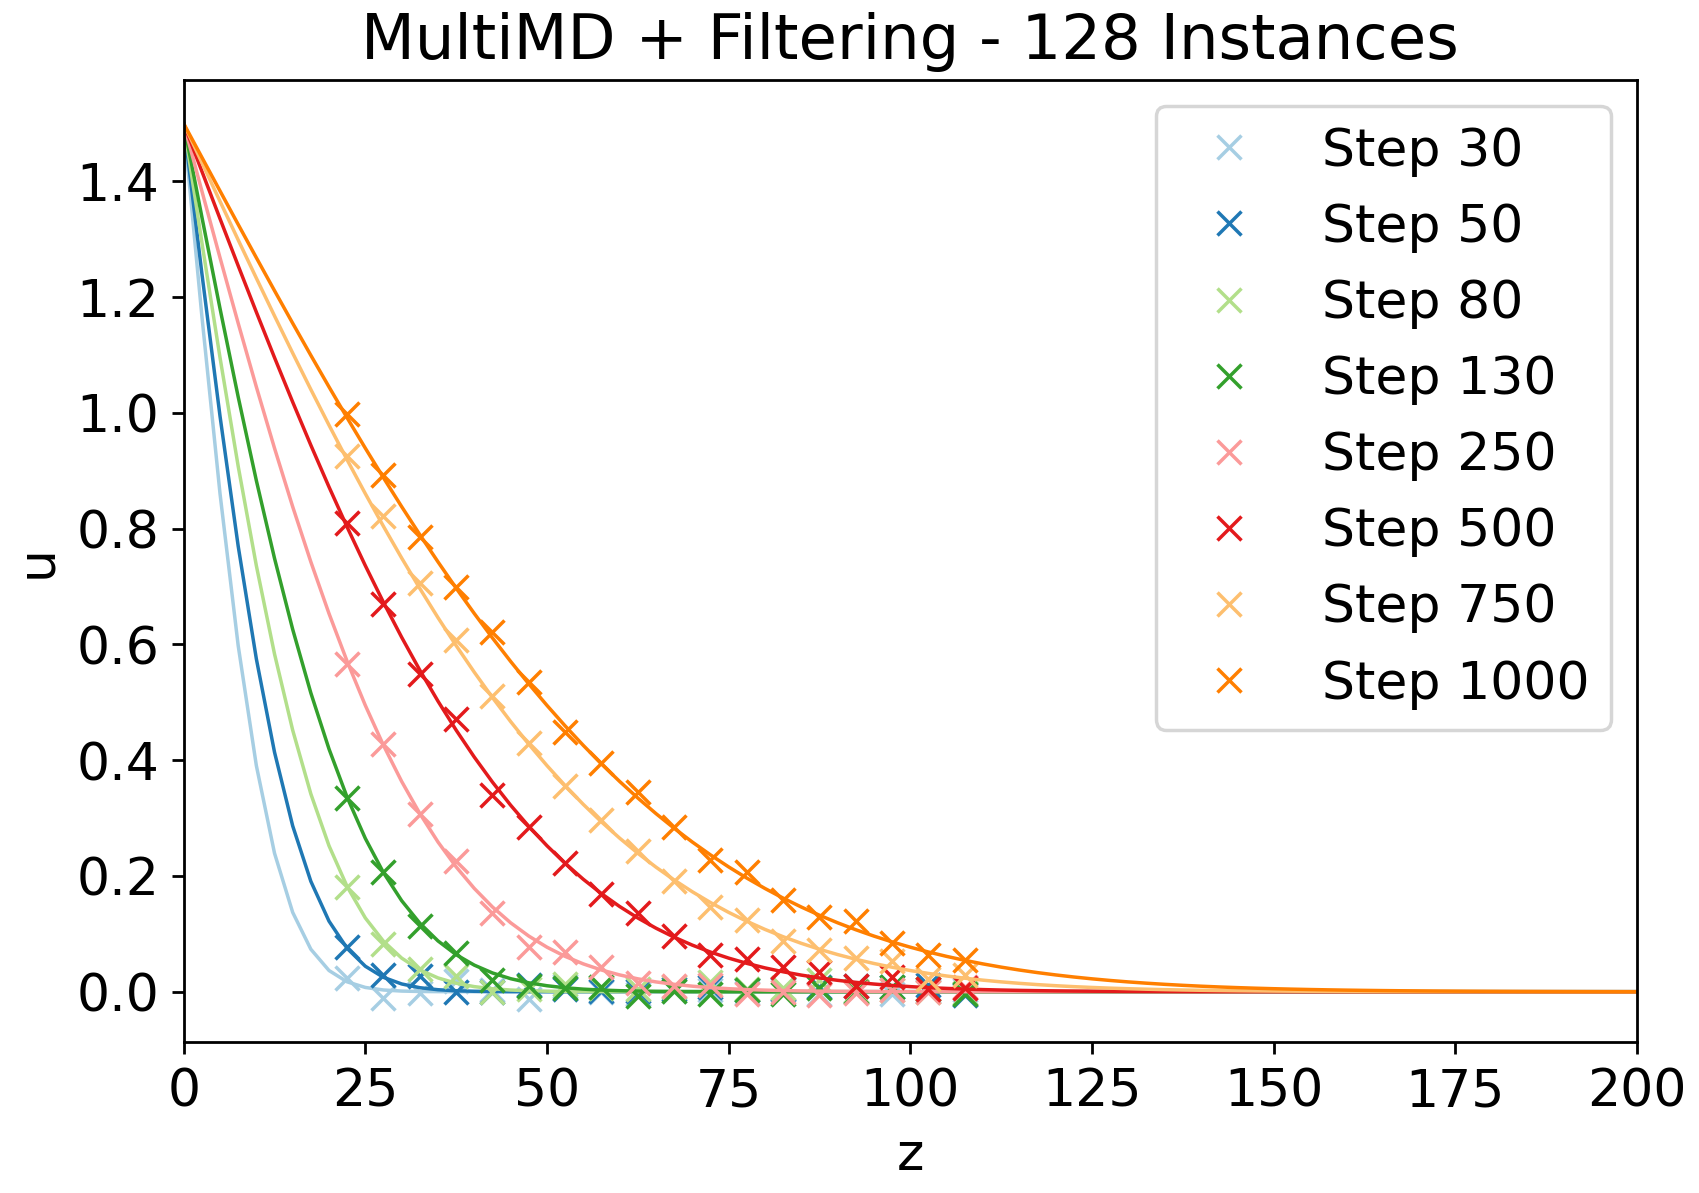 MultiMD + Filtering - 128 Instances
Step 30
Step 50
Step 80
Step 130
Step 250
Step 500
Step 750
Step 1000
u
1.4
1.2
1.0
0.8
0.6
0.4
0.2
0.0
0 25 50 75 100 125 150 175 200
z